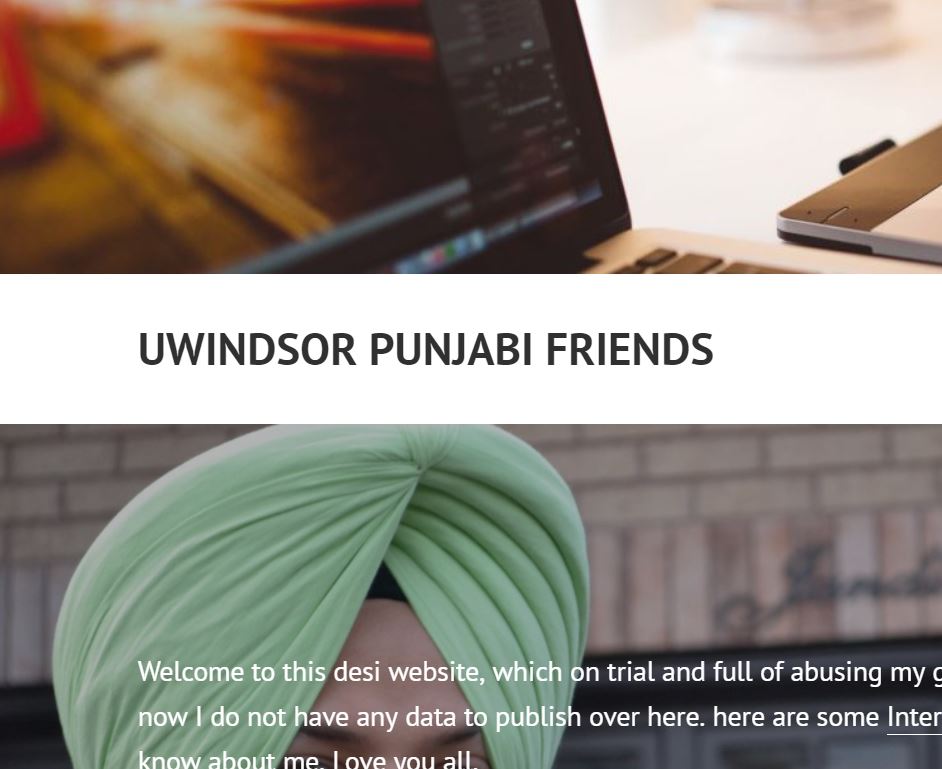 UWINDSOR PUNJABI FRIENDS
Welcome to this desi website, which on trial and full of abusing my
now I do not have any data to publish over here. here are some
know about me. Love you all.